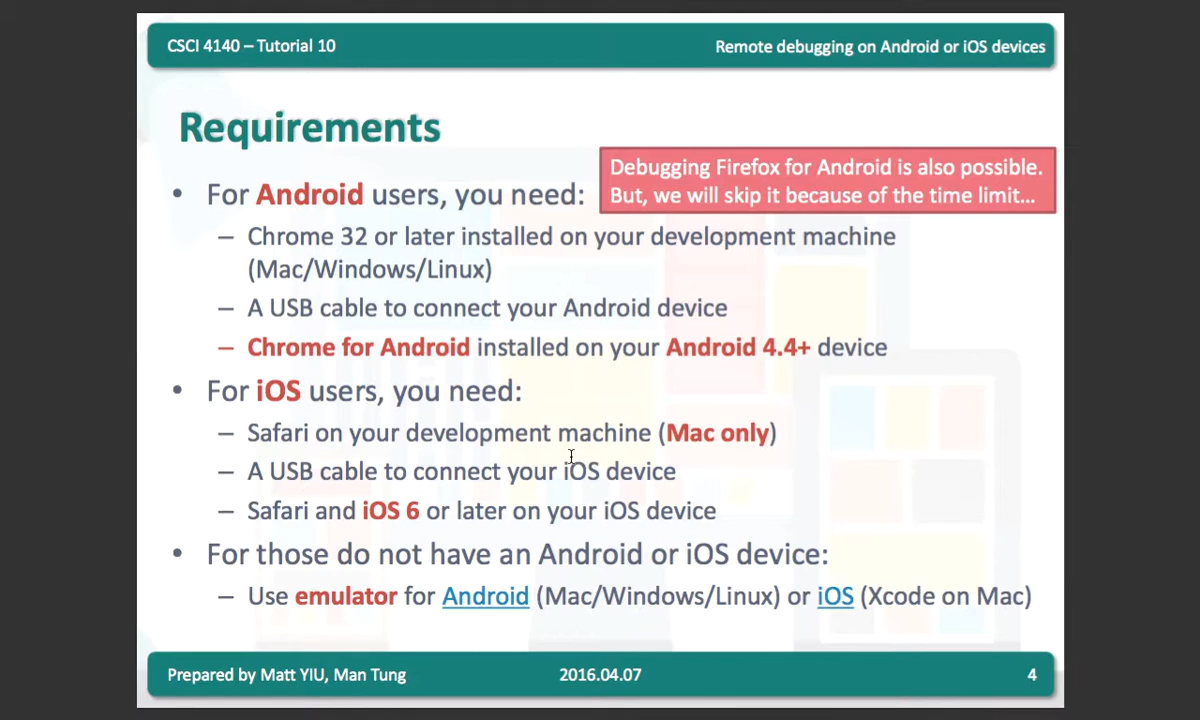 CSCI 4140 – Tutorial 10
Remote debugging on Android or iOS devices
Requirements
Debugging Firefox for Android is also possible.
But, we will skip it because of the time limit…
• For Android users, you need:
– Chrome 32 or later installed on your development machine
(Mac/Windows/Linux)
– A USB cable to connect your Android device
– Chrome for Android installed on your Android 4.4+ device
• For iOS users, you need:
– Safari on your development machine (Mac only)
– A USB cable to connect your iOS device
– Safari and iOS 6 or later on your iOS device
• For those do not have an Android or iOS device:
– Use emulator for Android (Mac/Windows/Linux) or iOS (Xcode on Mac)
Prepared by Matt YIU, Man Tung
2016.04.07
4